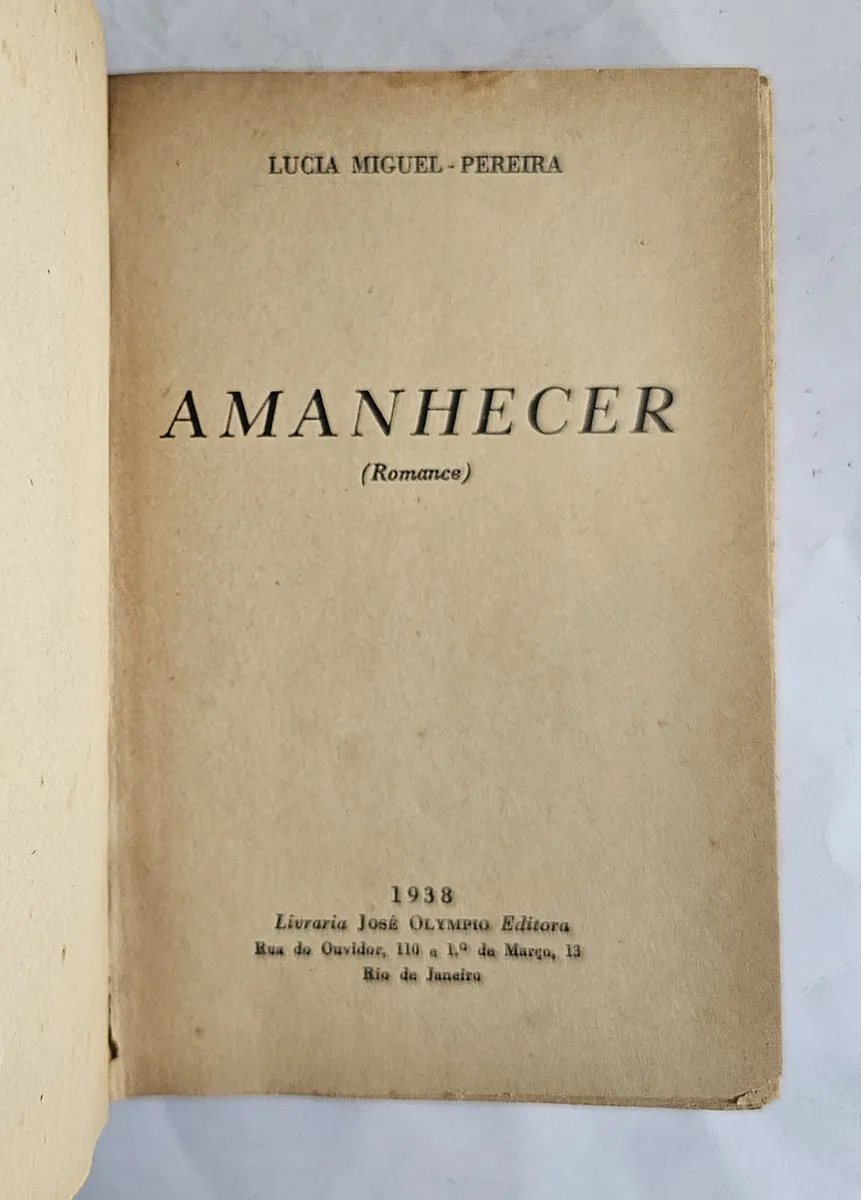 LUCIA MIGUEL-PEREIRA
AMANHECER
(Romance)
1938
Livraria JOSÉ OLYMPIO Editora
Rua do Ouvidor, 110 e 1.º de Março, 13
Rio de Janeiro